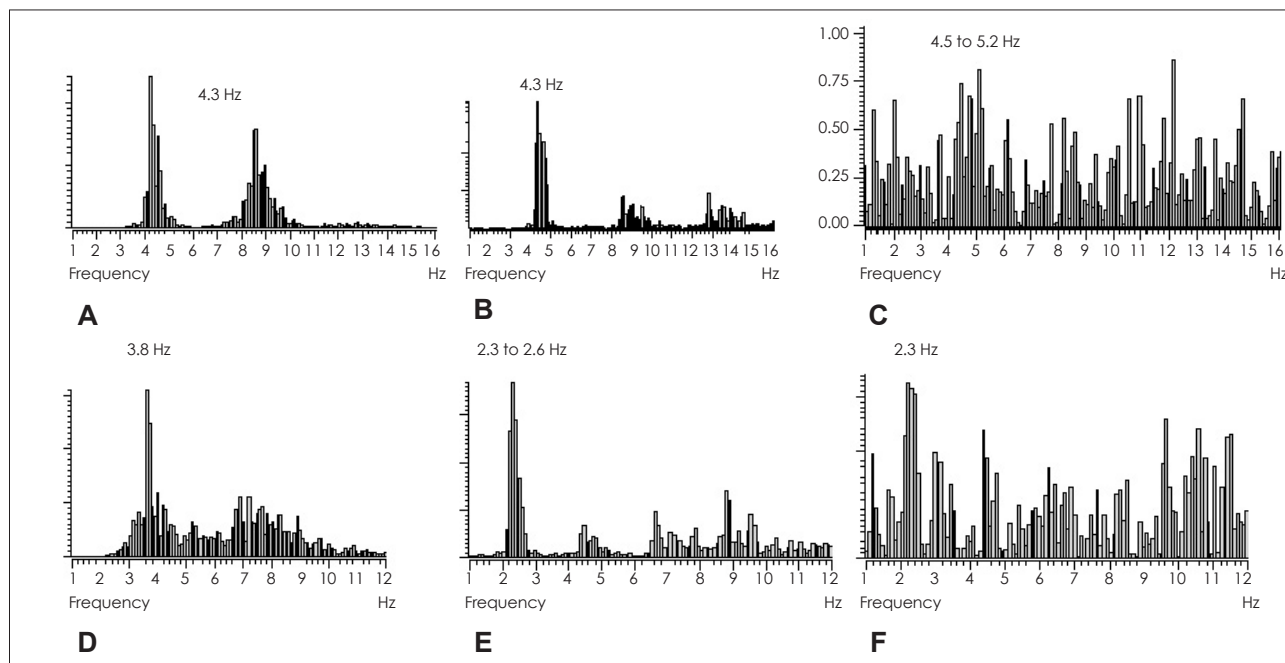 4.3 Hz
1 2 3 4 5 6 7 8 9 10 11 12 13 14 15 16
Frequency Hz
A
4.3 Hz
1 2 3 4 5 6 7 8 9 10 11 12 13 14 15 16
Frequency Hz
B
4.5 to 5.2 Hz
1.00
0.75
0.50
0.25
0.00
1 2 3 4 5 6 7 8 9 10 11 12 13 14 15 16
Frequency Hz
C
3.8 Hz
1 2 3 4 5 6 7 8 9 10 11 12
Frequency Hz
D
2.3 to 2.6 Hz
1 2 3 4 5 6 7 8 9 10 11 12
Frequency Hz
E
2.3 Hz
1 2 3 4 5 6 7 8 9 10 11 12
Frequency Hz
F